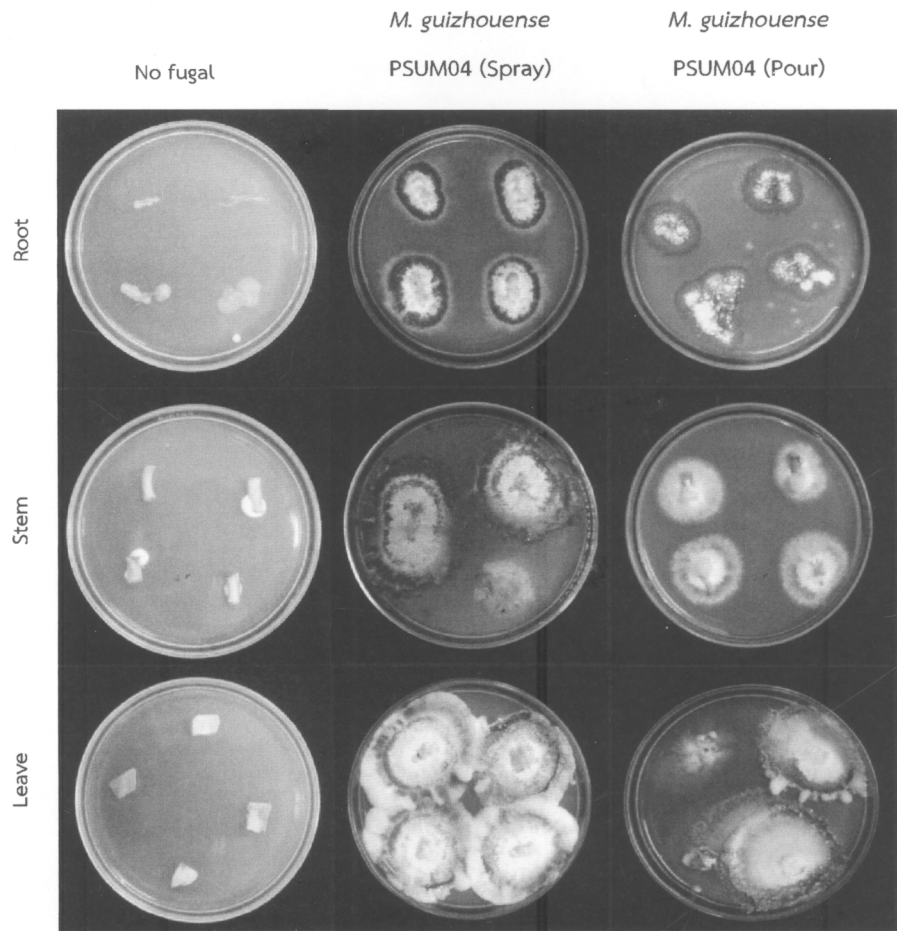 M. guizhouense
M. guizhouense
No fugal
PSUM04 (Spray)
PSUM04 (Pour)
Root
Stem
Leave